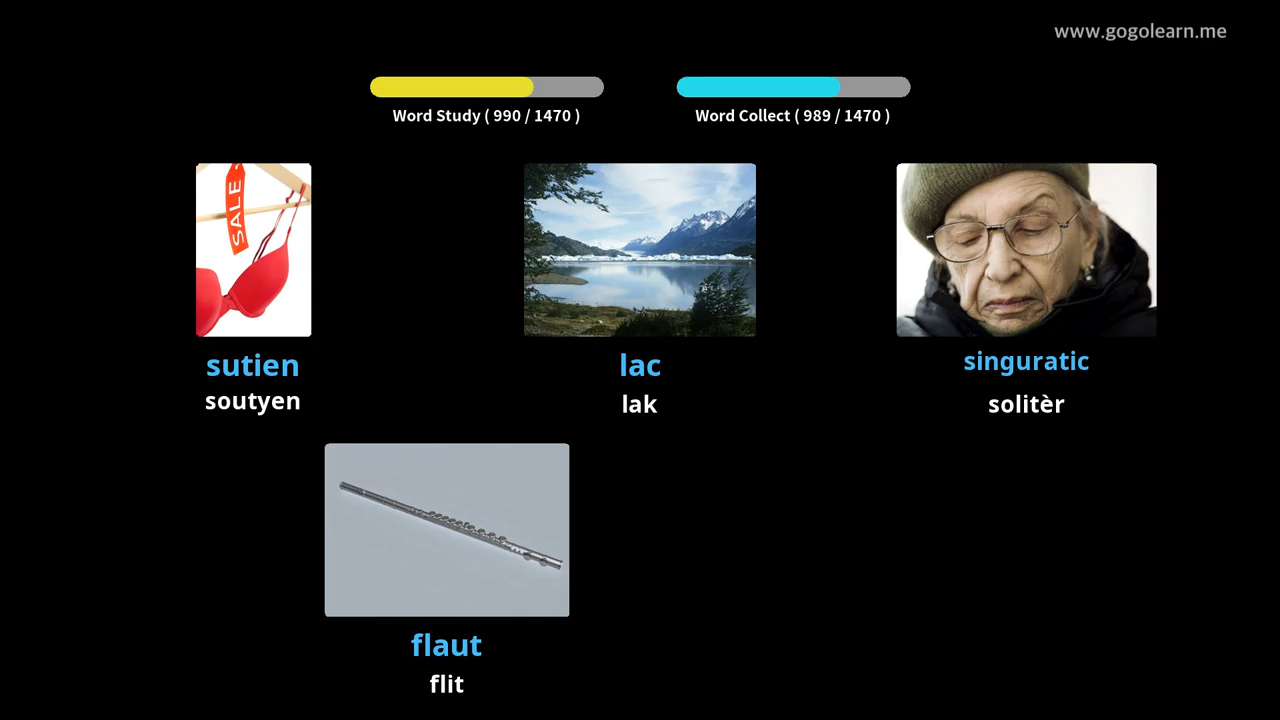 www.gogolearn.me
Word Study ( 990 / 1470 )
Word Collect ( 989 / 1470 )
SALE
sutien
soutyen
lac
lak
singuratic
solitèr
flaut
flit